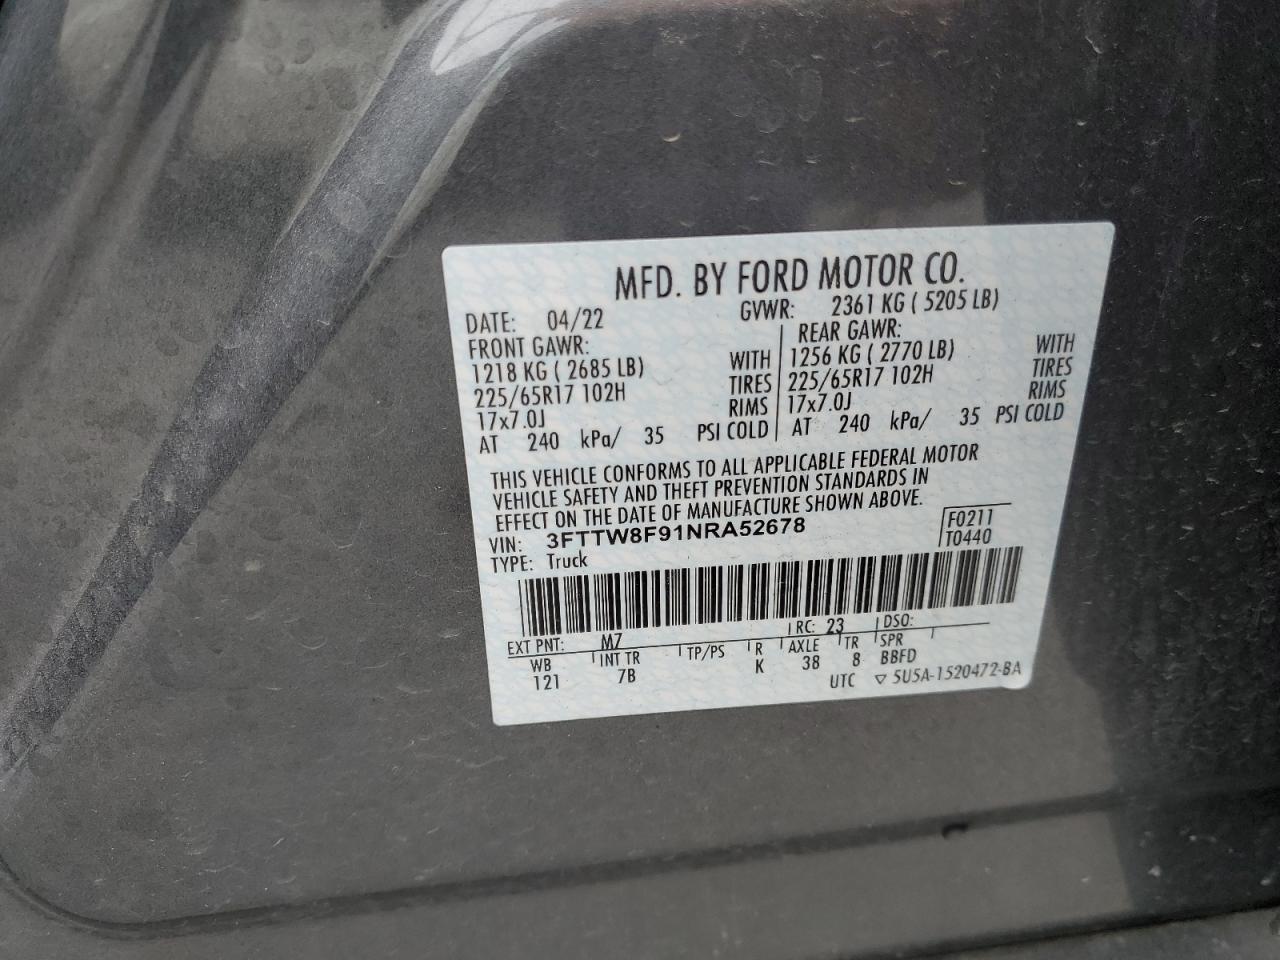 MFD. BY FORD MOTOR CO.
DATE: 04/22 GVWR: 2361 KG ( 5205 LB)
FRONT GAWR: REAR GAWR:
1218 KG ( 2685 LB) WITH 1256 KG ( 2770 LB) WITH
225/65R17 102H TIRES 225/65R17 102H TIRES
17x7.0J RIMS 17x7.0J RIMS
AT 240 kPa/ 35 PSI COLD AT 240 kPa/ 35 PSI COLD
THIS VEHICLE CONFORMS TO ALL APPLICABLE FEDERAL MOTOR
VEHICLE SAFETY AND THEFT PREVENTION STANDARDS IN
EFFECT ON THE DATE OF MANUFACTURE SHOWN ABOVE.
VIN: 3FTTW8F91NRA52678 F0211
TYPE: Truck T0440
EXT PNT: M7 RC: 23 DSO:
WB INT TR TP/PS R AXLE TR SPR
121 7B K 38 8 BBFD
UTC ▽ 5U5A-1520472-BA